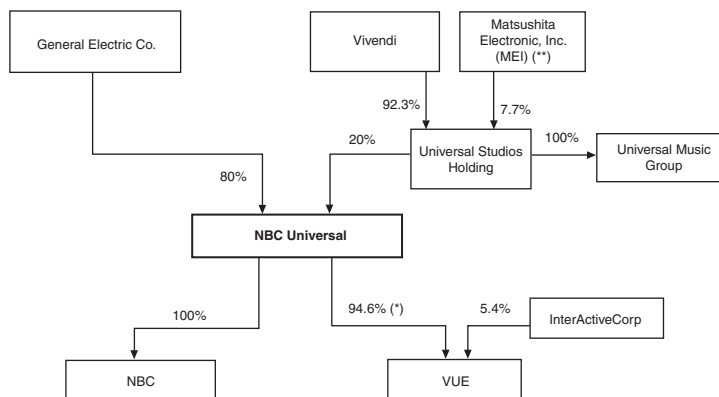 General Electric Co.
Vivendi
Matsushita
Electronic, Inc.
(MEI) (**)
92.3%
7.7%
20%
Universal Studios
Holding
100%
Universal Music
Group
80%
NBC Universal
100%
94.6% (*)
5.4%
InterActiveCorp
NBC
VUE